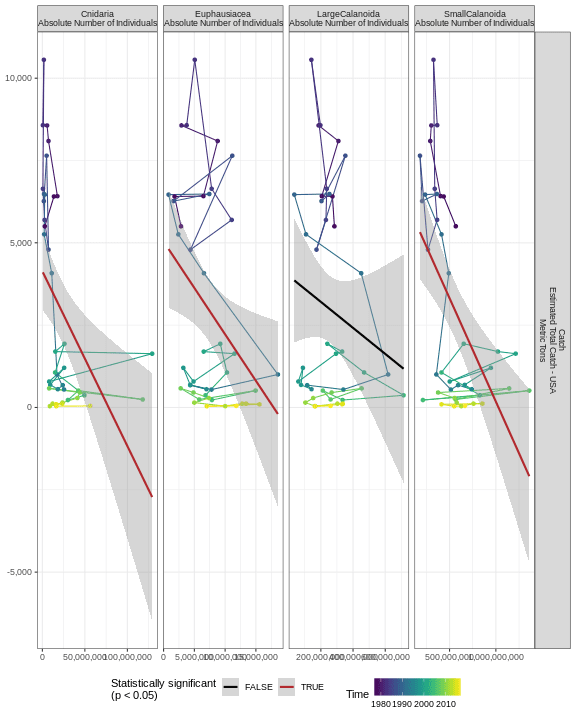 Cnidaria
Absolute Number of Individuals
Euphausiacea
Absolute Number of Individuals
LargeCalanoida
Absolute Number of Individuals
SmallCalanoida
Absolute Number of Individuals
10,000
5,000
0
-5,000
Catch
Estimated Total Catch - USA
Metric Tons
0 50,000,000 100,000,000
0 5,000,000 10,000,000 15,000,000
200,000,000 400,000,000 600,000,000
500,000,000 1,000,000,000
Statistically significant
(p < 0.05)
FALSE TRUE
Time
1980 1990 2000 2010